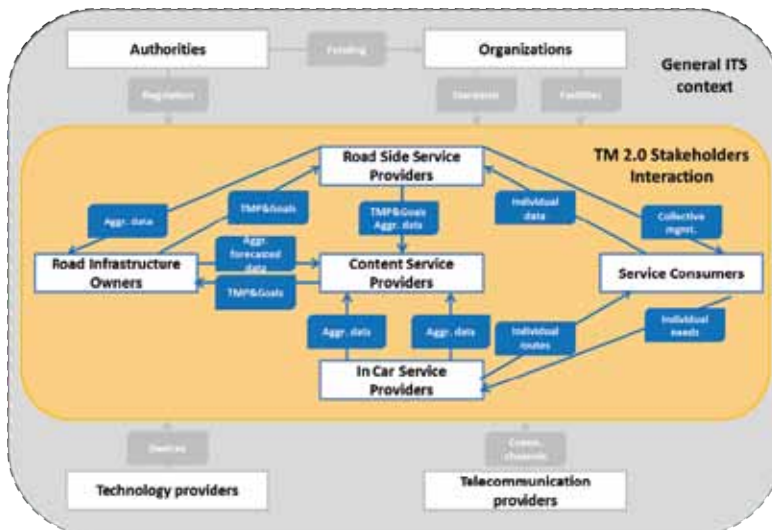 Authorities
Funding
Organizations
General ITS
context
Regulation
Standards
Facilities
TM 2.0 Stakeholders
Interaction
Road Side Service
Providers
Aggr. data
TMP&Goals
TMP&Goals
Aggr. data
Individual
data
Collective
mgmt.
Road Infrastructure
Owners
Aggr.
forecasted
data
Content Service
Providers
Service Consumers
TMP&Goals
Aggr. data
Aggr. data
Individual
routes
Individual
needs
In Car Service
Providers
Devices
Comm.
channels
Technology providers
Telecommunication
providers